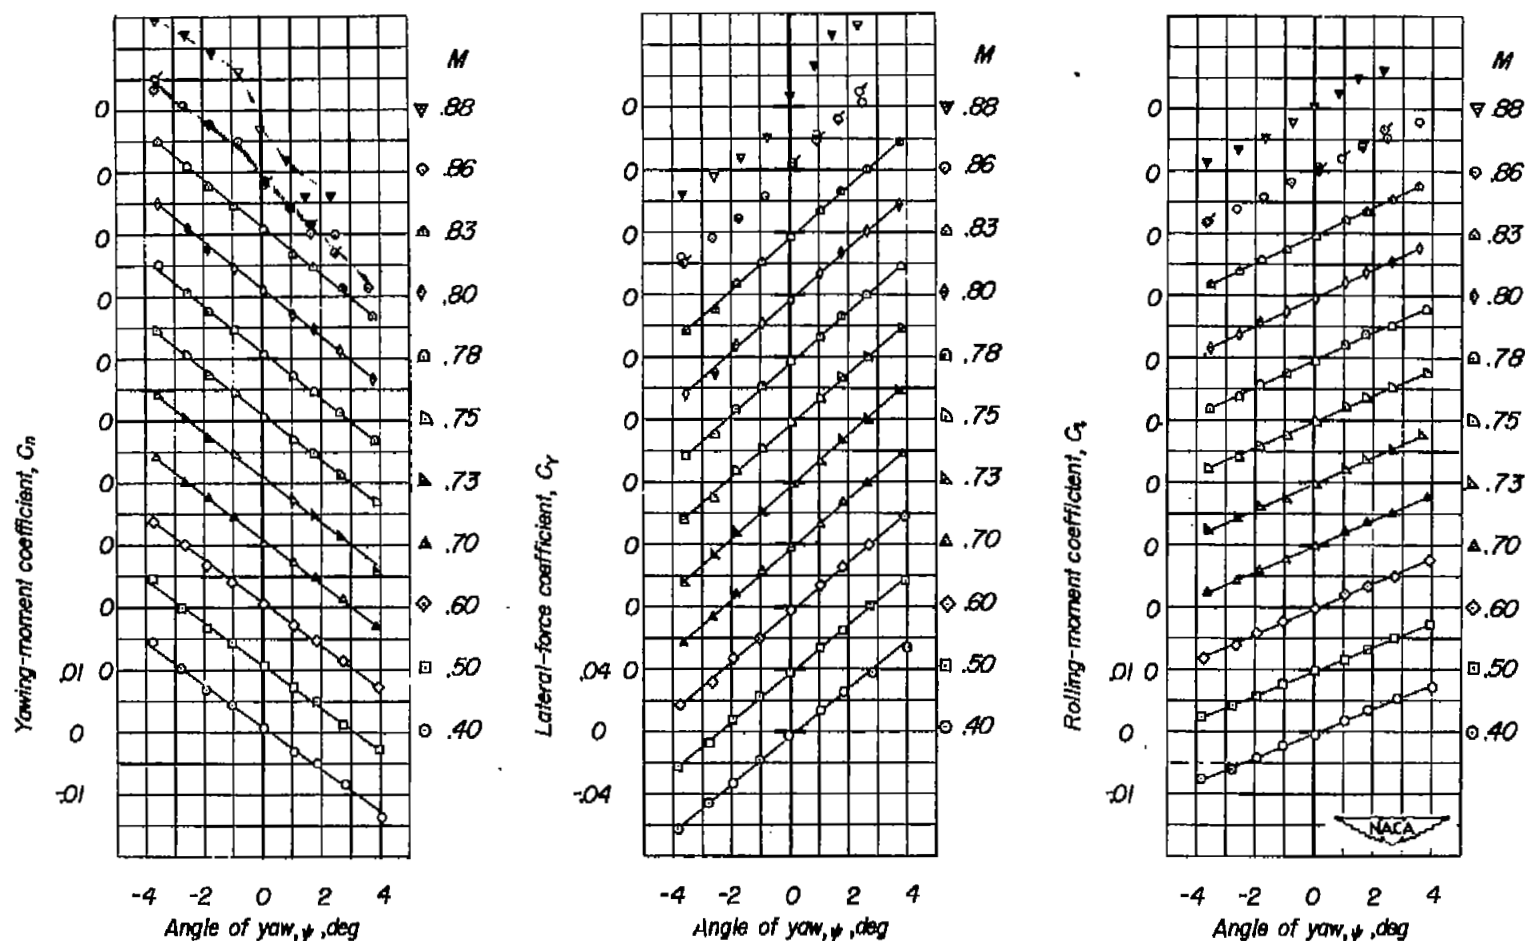 M
0 .88
0 .86
0 .83
0 .80
0 .78
0 .75
0 .73
0 .70
0 .60
.01 0 .50
0 .40
-.01
-4 -2 0 2 4
Angle of yaw, ψ, deg
Yawing-moment coefficient, Cn
M
0 .88
0 .86
0 .83
0 .80
0 .78
0 .75
0 .73
0 .70
0 .60
.04 0 .50
0 .40
-.04
-4 -2 0 2 4
Angle of yaw, ψ, deg
Lateral-force coefficient, CY
M
0 .88
0 .86
0 .83
0 .80
0 .78
0 .75
0 .73
0 .70
0 .60
.01 0 .50
0 .40
-.01
NACA
-4 -2 0 2 4
Angle of yaw, ψ, deg
Rolling-moment coefficient, Cl